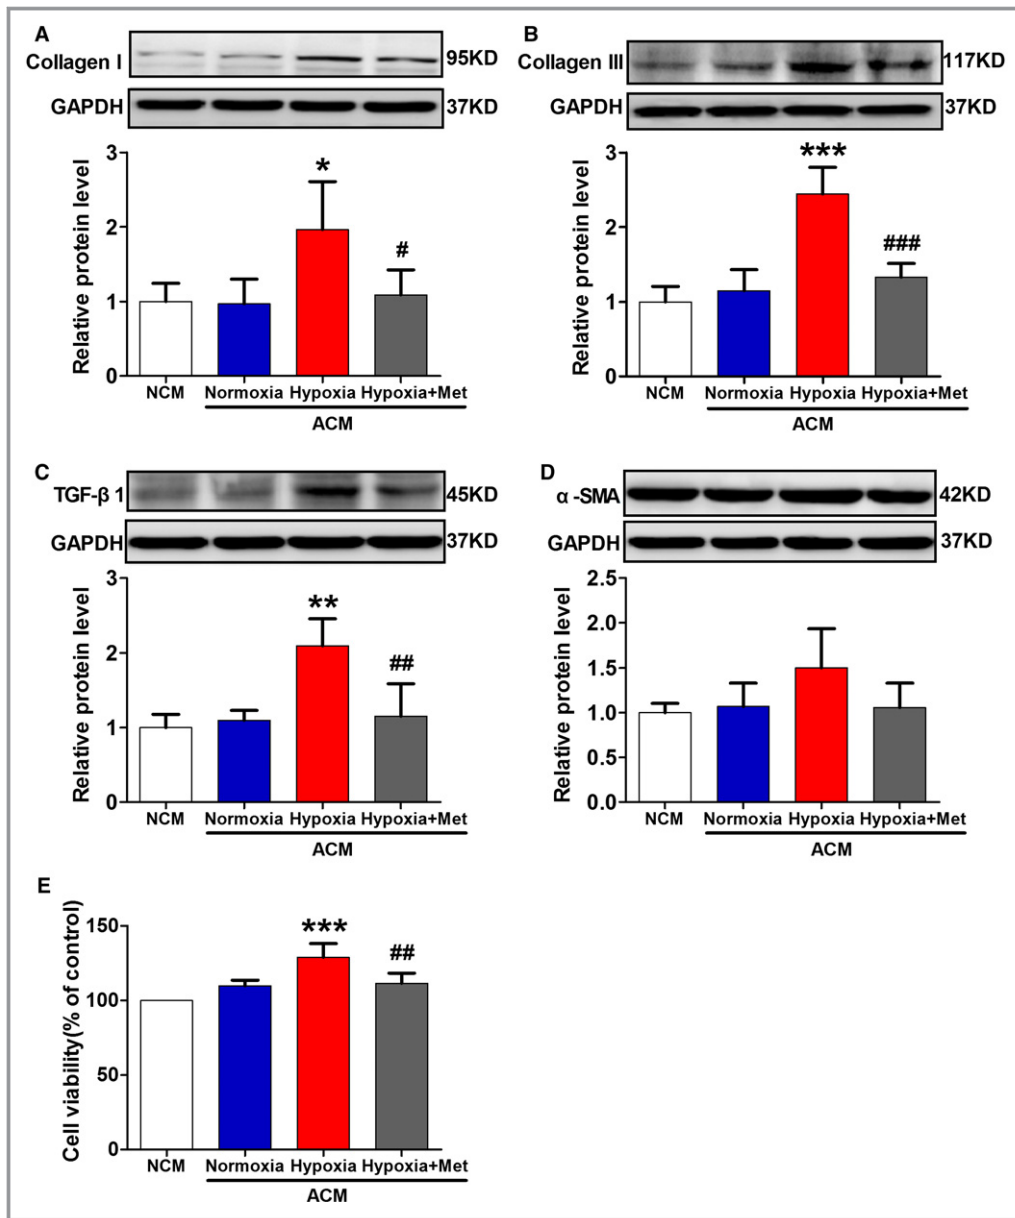 A
Collagen I
95KD
GAPDH
37KD
Relative protein level
3
2
1
0
*
#
NCM
Normoxia Hypoxia Hypoxia+Met
ACM
B
Collagen III
117KD
GAPDH
37KD
Relative protein level
3
2
1
0
***
###
NCM
Normoxia Hypoxia Hypoxia+Met
ACM
C
TGF-β 1
45KD
GAPDH
37KD
Relative protein level
3
2
1
0
**
##
NCM
Normoxia Hypoxia Hypoxia+Met
ACM
D
α-SMA
42KD
GAPDH
37KD
Relative protein level
2.5
2.0
1.5
1.0
0.5
0.0
NCM
Normoxia Hypoxia Hypoxia+Met
ACM
E
Cell viability(% of control)
150
100
50
0
***
##
NCM
Normoxia Hypoxia Hypoxia+Met
ACM